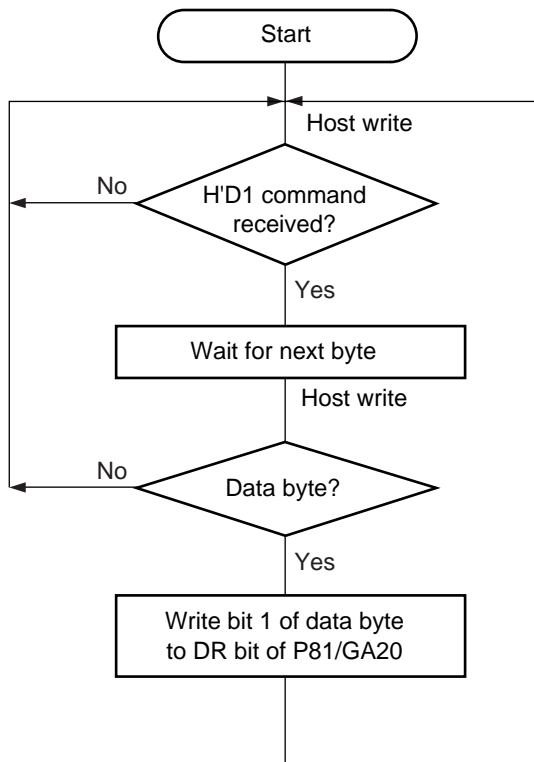 Start
Host write
No
H'D1 command
received?
Yes
Wait for next byte
Host write
No
Data byte?
Yes
Write bit 1 of data byte
to DR bit of P81/GA20